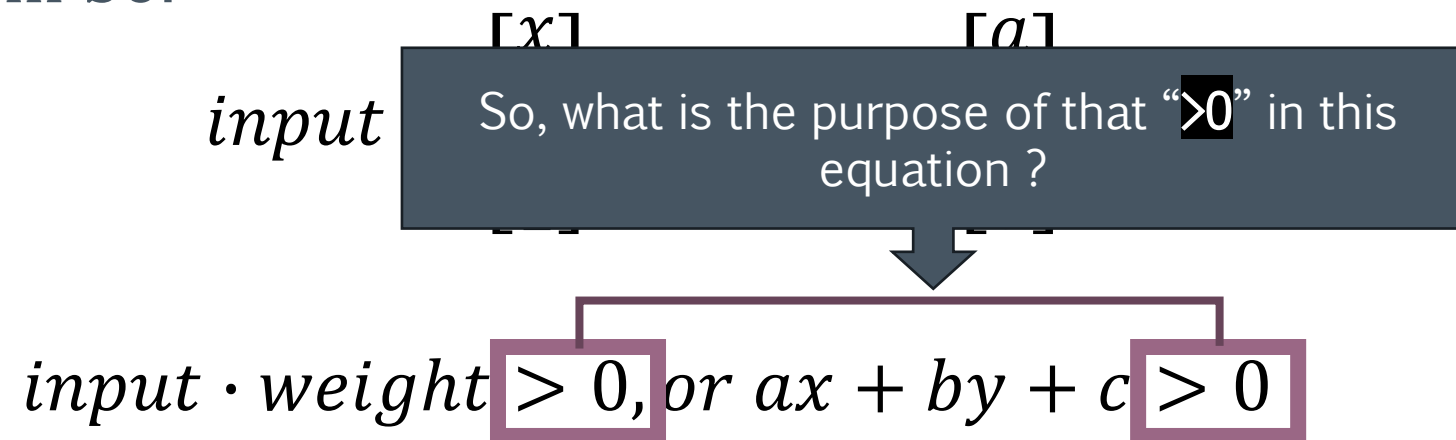 [x] [a]
input
So, what is the purpose of that “>0” in this
equation ?
input · weight > 0, or ax + by + c > 0